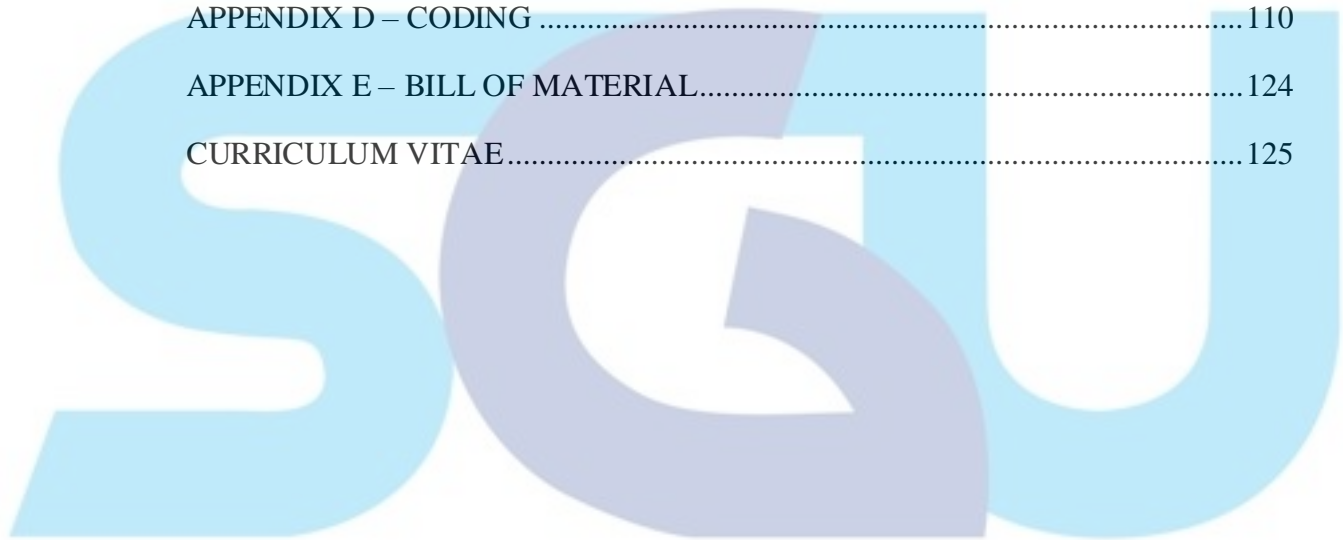 APPENDIX D – CODING ........................................................................................ 110
APPENDIX E – BILL OF MATERIAL.................................................................... 124
CURRICULUM VITAE............................................................................................ 125
SGU